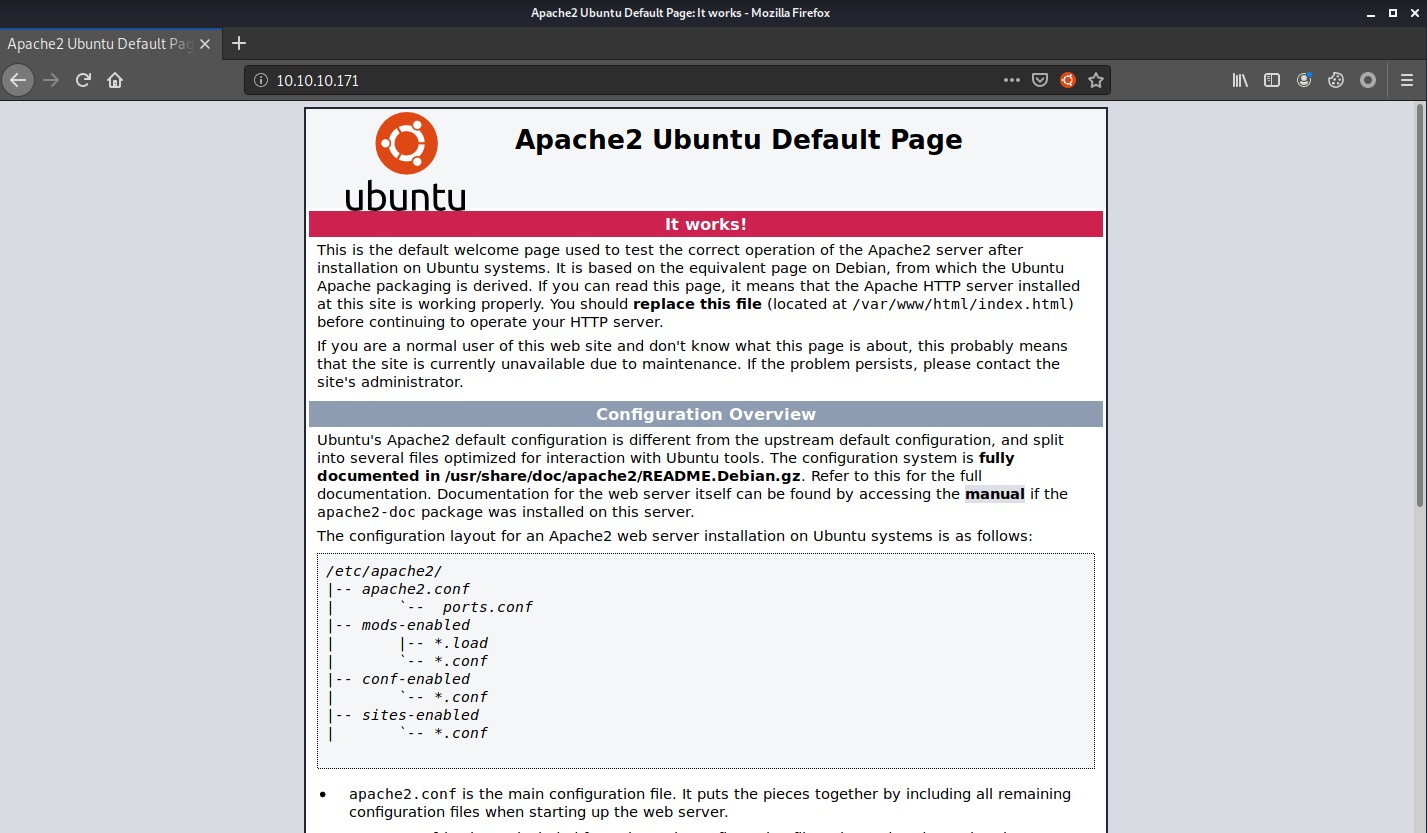 Apache2 Ubuntu Default Page: It works - Mozilla Firefox
Apache2 Ubuntu Default Pag
10.10.10.171
ubuntu
Apache2 Ubuntu Default Page
It works!
This is the default welcome page used to test the correct operation of the Apache2 server after
installation on Ubuntu systems. It is based on the equivalent page on Debian, from which the Ubuntu
Apache packaging is derived. If you can read this page, it means that the Apache HTTP server installed
at this site is working properly. You should replace this file (located at /var/www/html/index.html)
before continuing to operate your HTTP server.
If you are a normal user of this web site and don't know what this page is about, this probably means
that the site is currently unavailable due to maintenance. If the problem persists, please contact the
site's administrator.
Configuration Overview
Ubuntu's Apache2 default configuration is different from the upstream default configuration, and split
into several files optimized for interaction with Ubuntu tools. The configuration system is fully
documented in /usr/share/doc/apache2/README.Debian.gz. Refer to this for the full
documentation. Documentation for the web server itself can be found by accessing the manual if the
apache2-doc package was installed on this server.
The configuration layout for an Apache2 web server installation on Ubuntu systems is as follows:
/etc/apache2/
|-- apache2.conf
|       `--  ports.conf
|-- mods-enabled
|       |-- *.load
|       `-- *.conf
|-- conf-enabled
|       `-- *.conf
|-- sites-enabled
|       `-- *.conf
• apache2.conf is the main configuration file. It puts the pieces together by including all remaining
configuration files when starting up the web server.